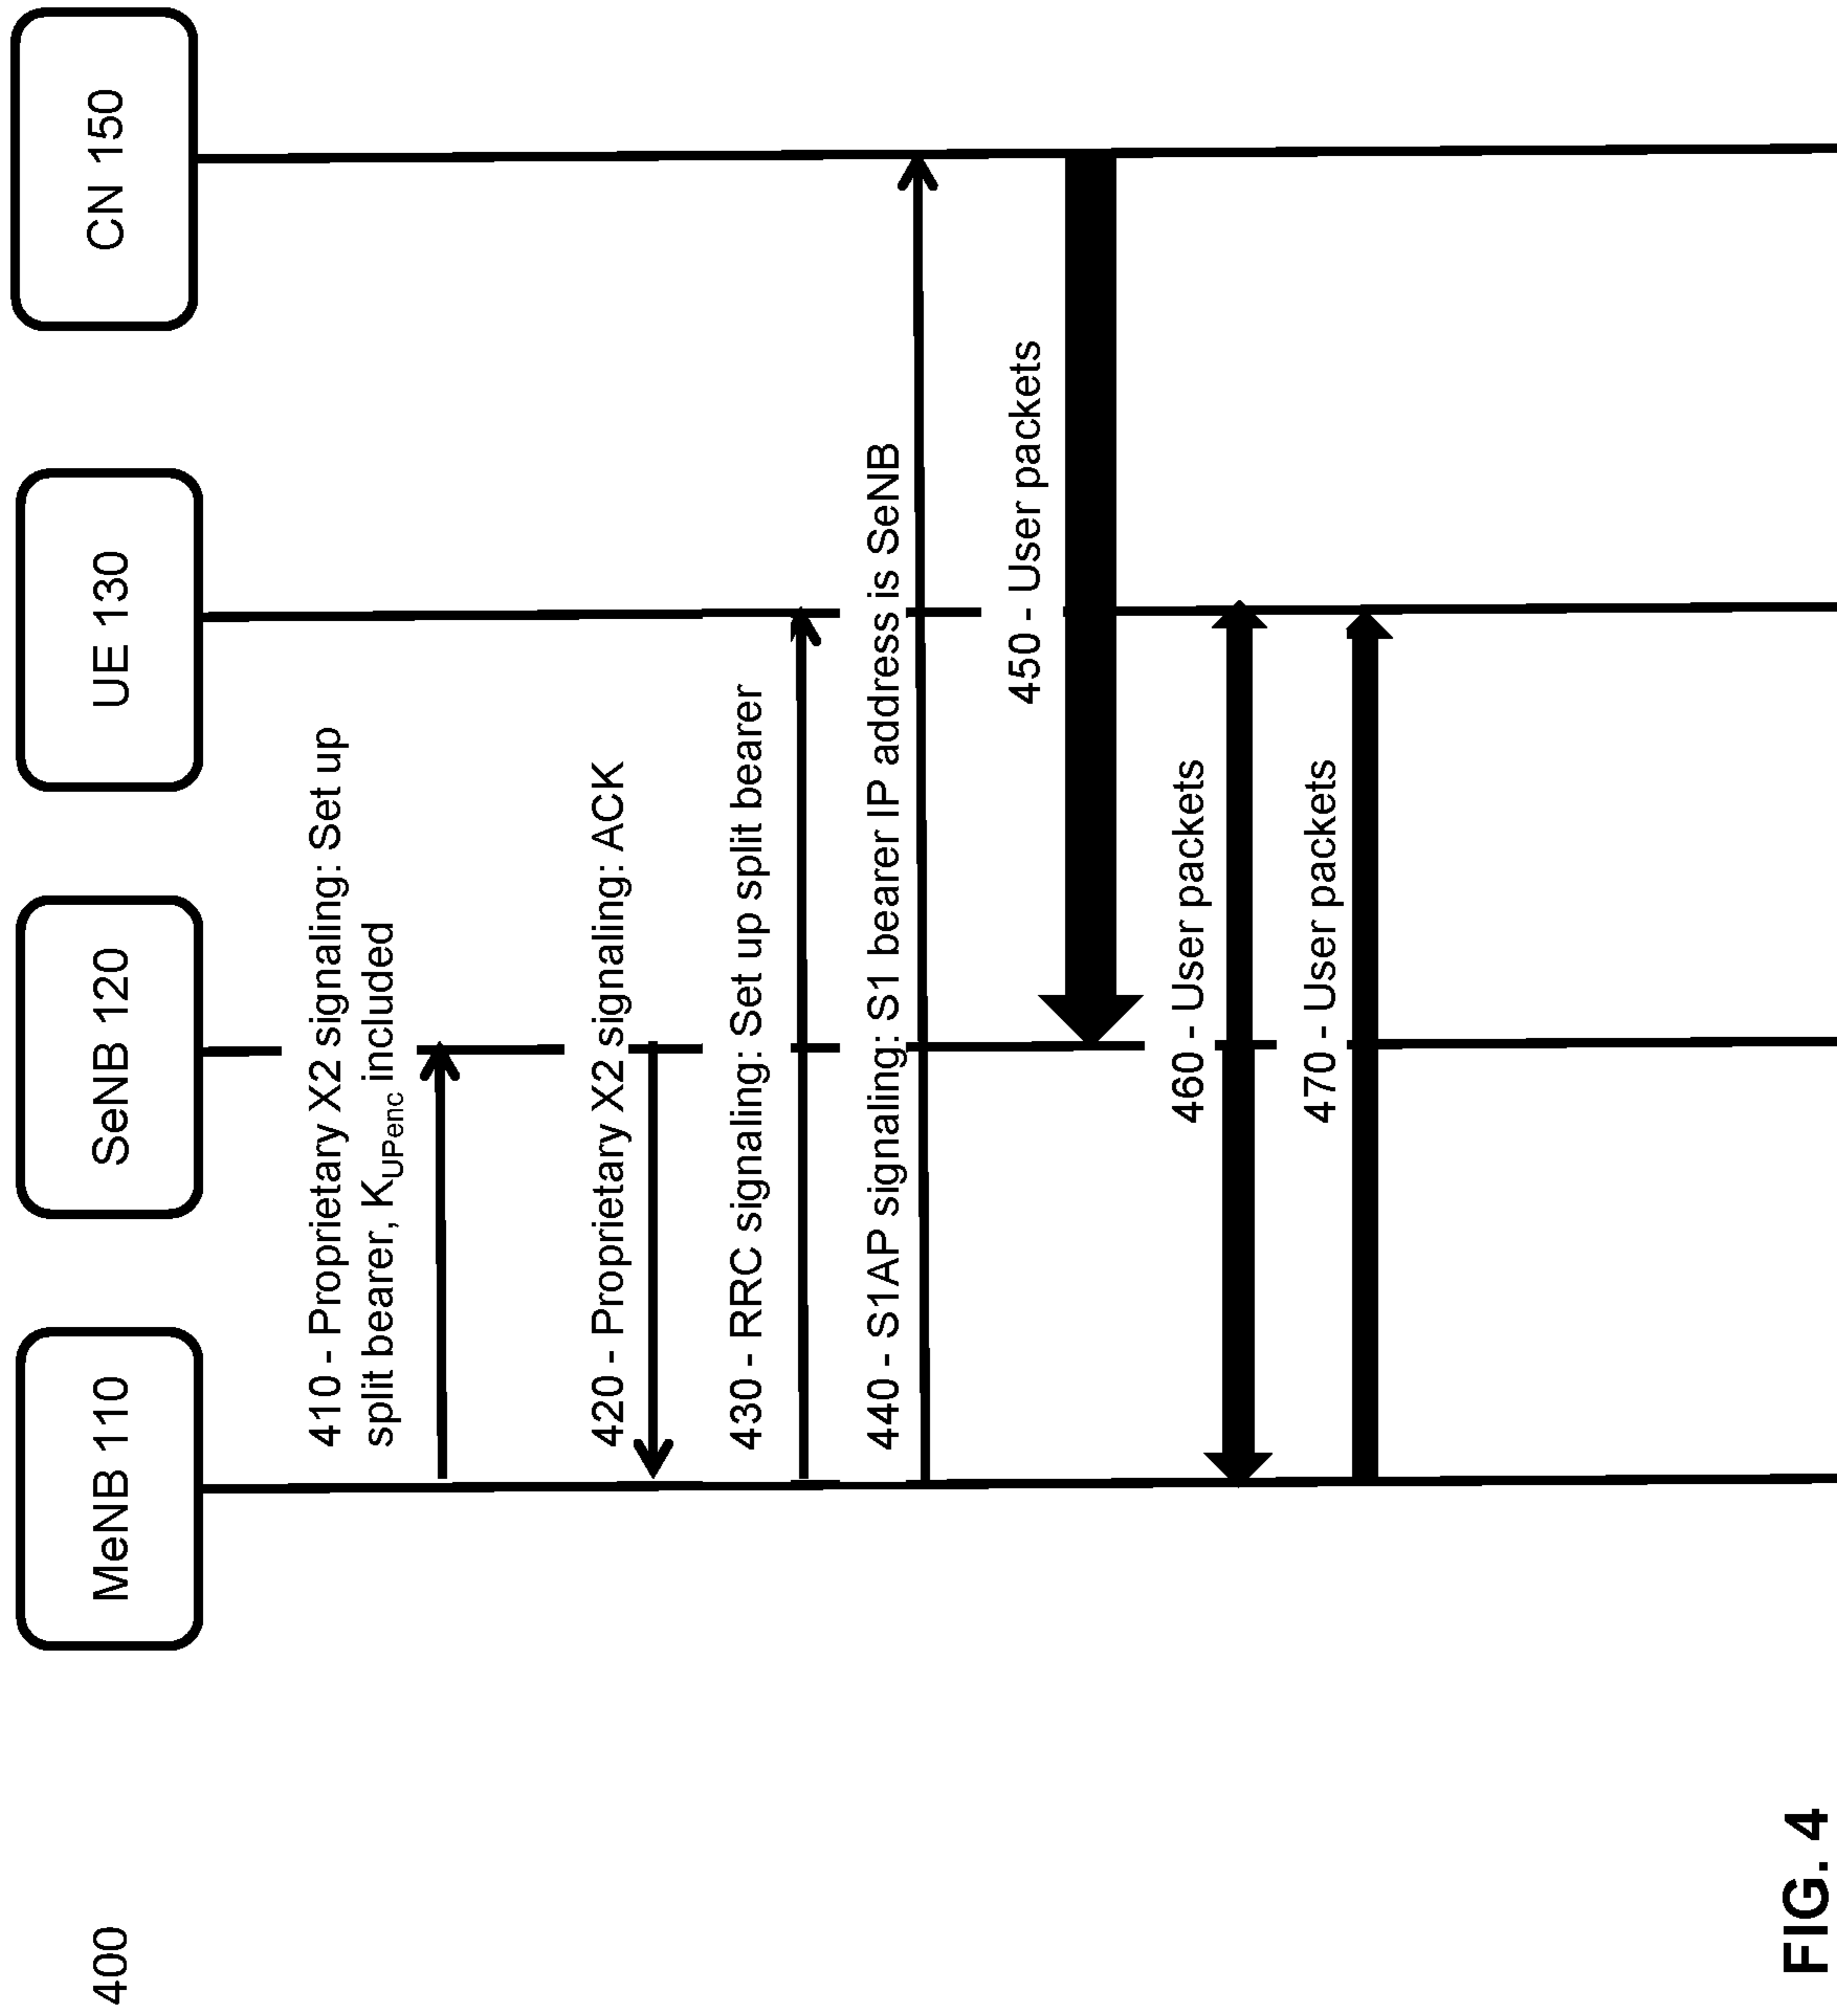 400
MeNB 110
SeNB 120
UE 130
CN 150
410 - Proprietary X2 signaling: Set up
split bearer, KUPenc included
420 - Proprietary X2 signaling: ACK
430 - RRC signaling: Set up split bearer
440 - S1AP signaling: S1 bearer IP address is SeNB
450 - User packets
460 - User packets
470 - User packets
FIG. 4